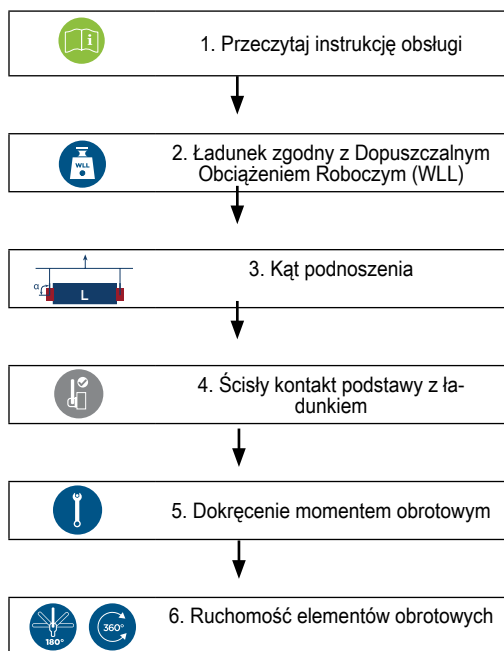 i
1. Przeczytaj instrukcję obsługi
WLL
2. Ładunek zgodny z Dopuszczalnym
Obciążeniem Roboczym (WLL)
α
L
3. Kąt podnoszenia
4. Ścisły kontakt podstawy z ła-
dunkiem
5. Dokręcenie momentem obrotowym
180°
360°
6. Ruchomość elementów obrotowych